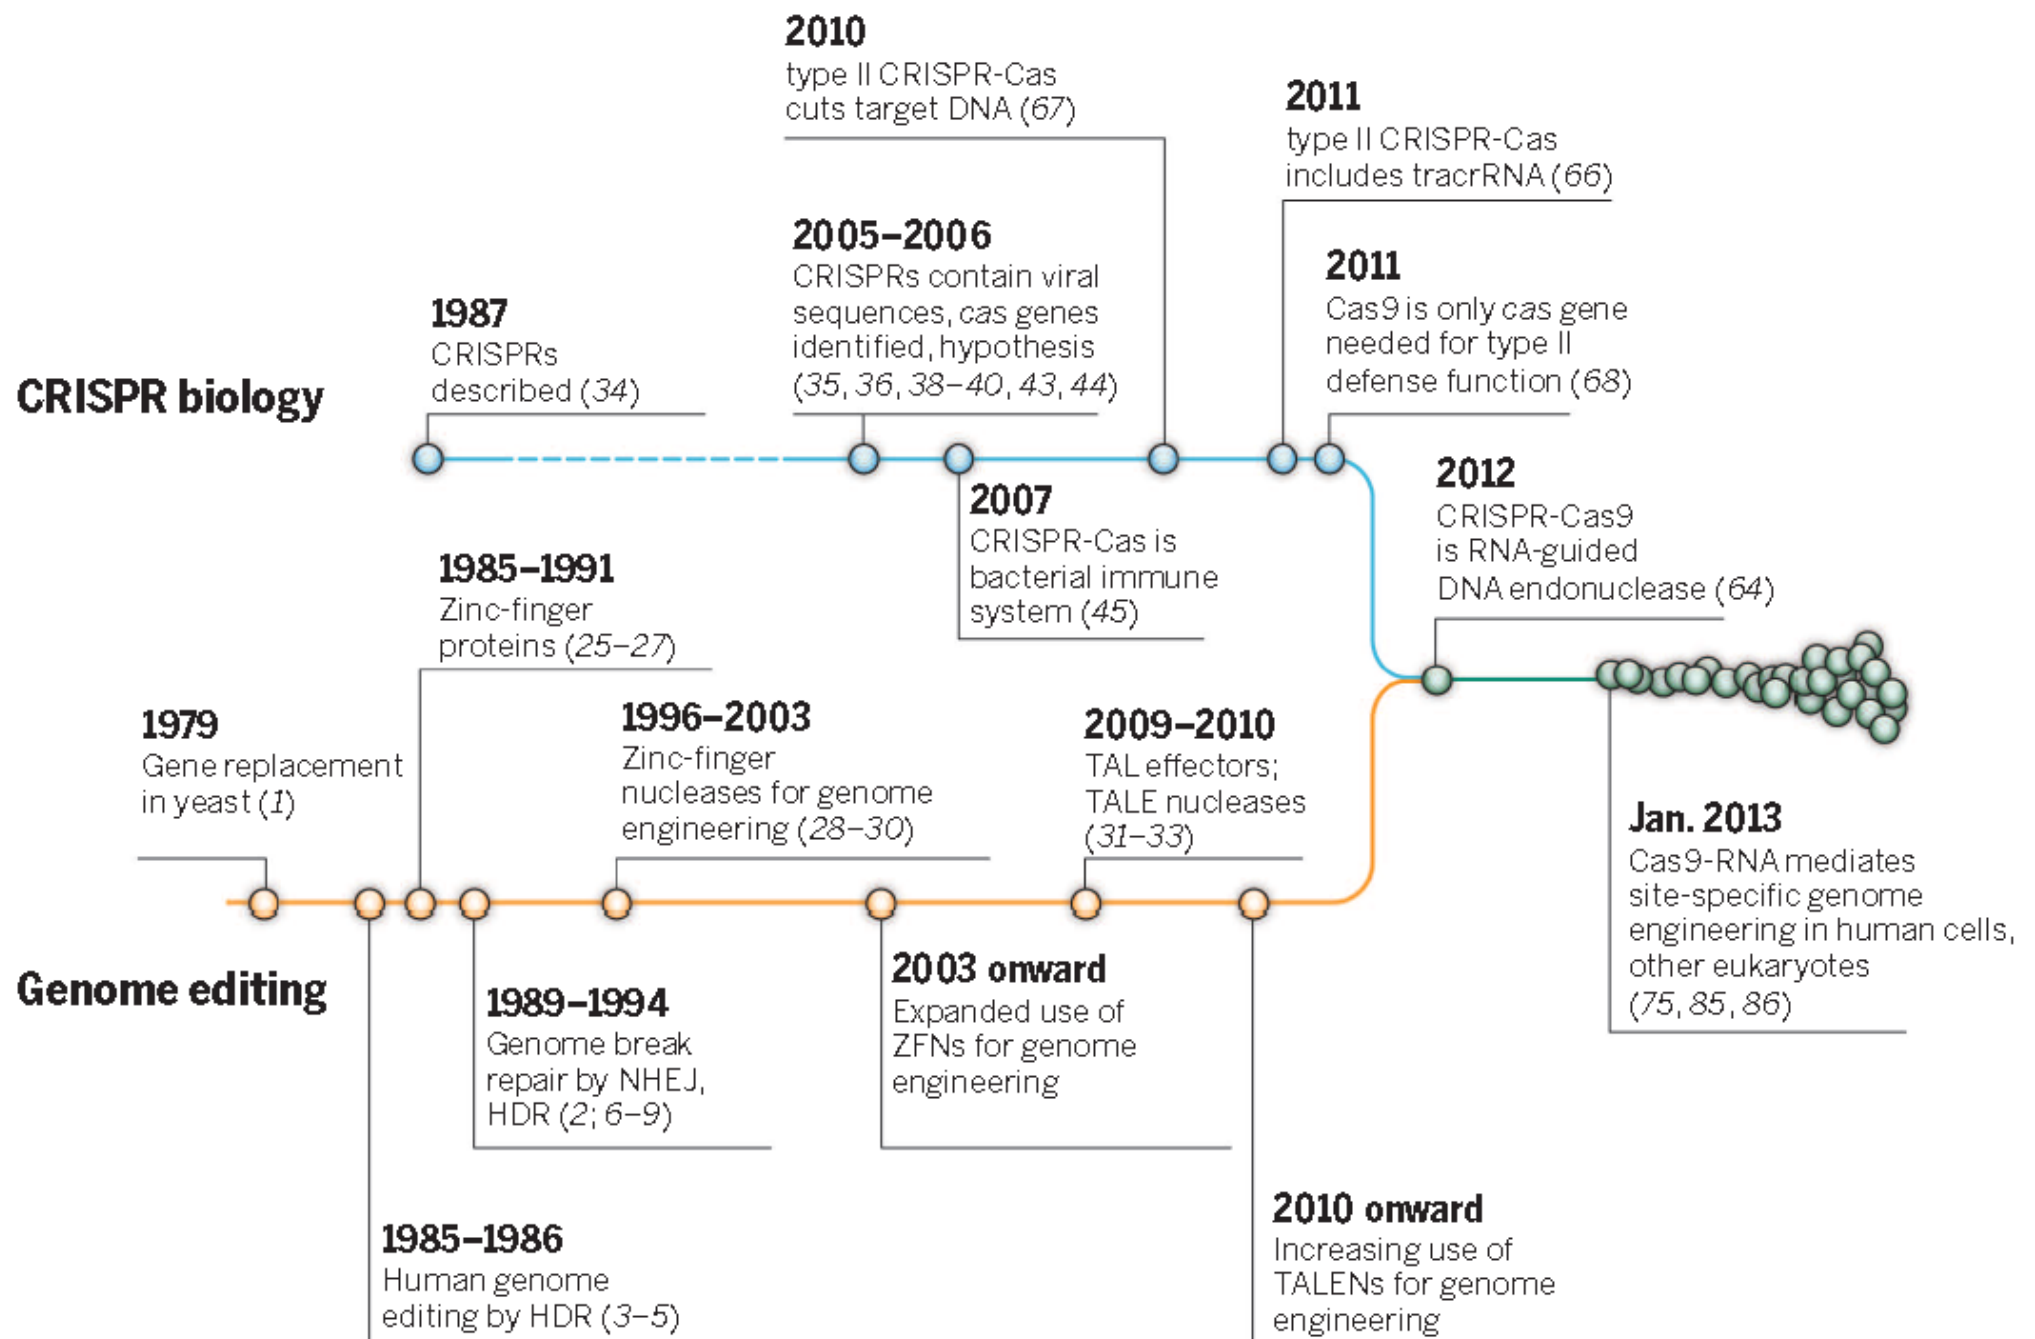 2010
type II CRISPR-Cas
cuts target DNA (67)
2011
type II CRISPR-Cas
includes tracrRNA (66)
2005–2006
CRISPRs contain viral
sequences, cas genes
identified, hypothesis
(35, 36, 38–40, 43, 44)
2011
Cas9 is only cas gene
needed for type II
defense function (68)
1987
CRISPRs
described (34)
CRISPR biology
2007
CRISPR-Cas is
bacterial immune
system (45)
2012
CRISPR-Cas9
is RNA-guided
DNA endonuclease (64)
1985–1991
Zinc-finger
proteins (25–27)
1979
Gene replacement
in yeast (1)
1996–2003
Zinc-finger
nucleases for genome
engineering (28–30)
2009–2010
TAL effectors;
TALE nucleases
(31–33)
Jan. 2013
Cas9-RNA mediates
site-specific genome
engineering in human cells,
other eukaryotes
(75, 85, 86)
Genome editing
1989–1994
Genome break
repair by NHEJ,
HDR (2; 6–9)
2003 onward
Expanded use of
ZFNs for genome
engineering
1985–1986
Human genome
editing by HDR (3–5)
2010 onward
Increasing use of
TALENs for genome
engineering